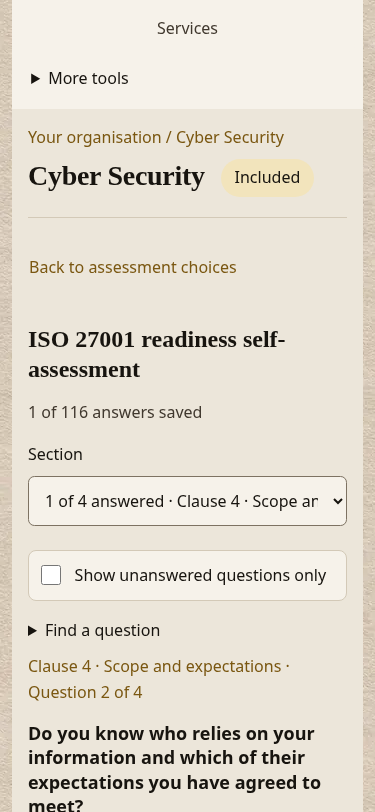 Services
More tools
Your organisation / Cyber Security
Cyber Security
Included
Back to assessment choices
ISO 27001 readiness self-
assessment
1 of 116 answers saved
Section
1 of 4 answered · Clause 4 · Scope an
Show unanswered questions only
Find a question
Clause 4 · Scope and expectations ·
Question 2 of 4
Do you know who relies on your
information and which of their
expectations you have agreed to
meet?